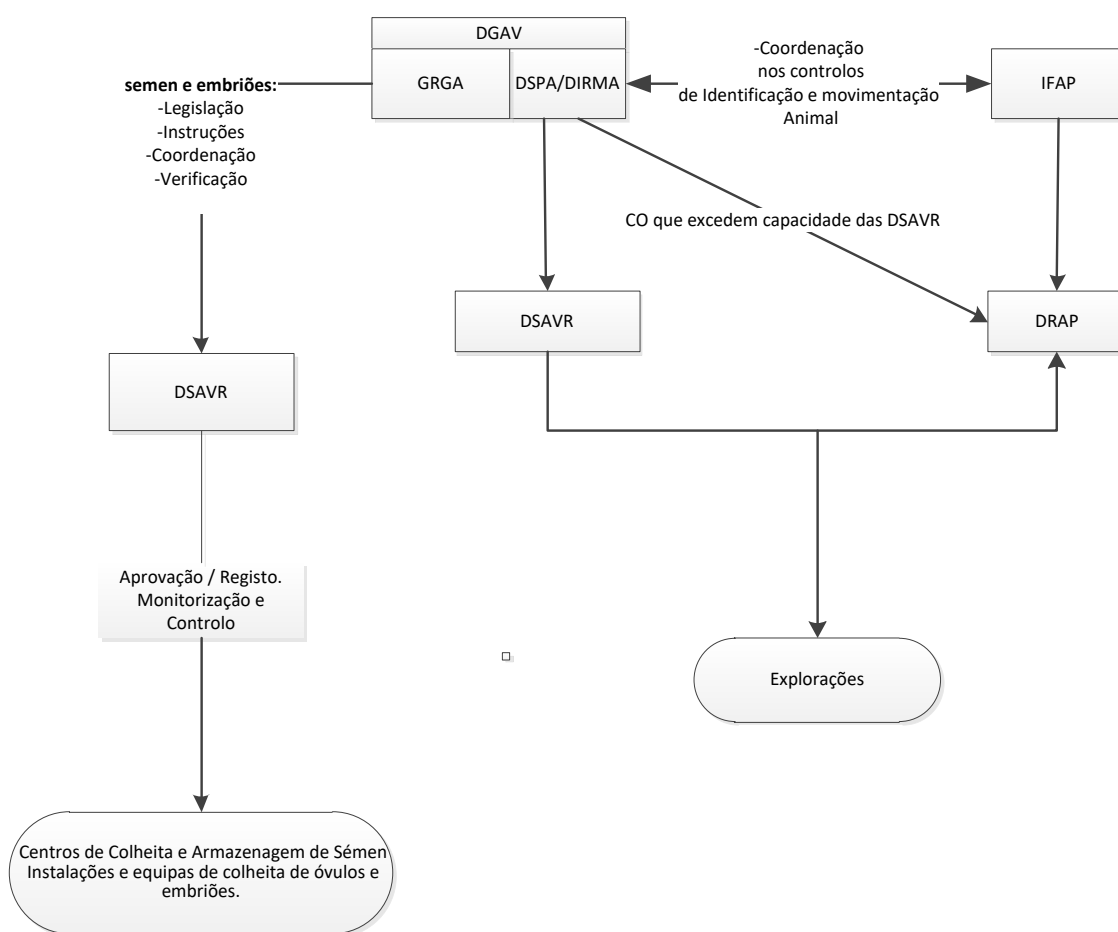 DGAV
GRGA
DSPA/DIRMA
semen e embriões:
-Legislação
-Instruções
-Coordenação
-Verificação
-Coordenação
nos controlos
de Identificação e movimentação
Animal
IFAP
CO que excedem capacidade das DSAVR
DSAVR
DRAP
DSAVR
Aprovação / Registo.
Monitorização e
Controlo
Explorações
Centros de Colheita e Armazenagem de Sémen
Instalações e equipas de colheita de óvulos e
embriões.